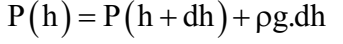 P(h) = P(h + dh) + ρg.dh